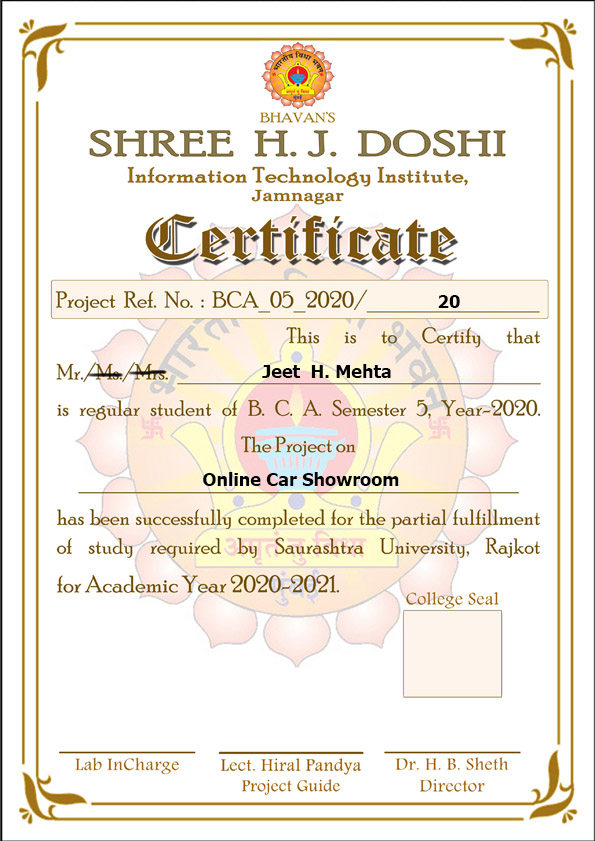 भारतीय विद्या भवन
अमृतं तु विद्या
मुंबई
BHAVAN'S
SHREE H. J. DOSHI
Information Technology Institute,
Jamnagar
Certificate
Project Ref. No. : BCA_05_2020/ 20
This is to Certify that
Mr./Ms./Mrs. Jeet H. Mehta
is regular student of B. C. A. Semester 5, Year-2020.
The Project on
Online Car Showroom
has been successfully completed for the partial fulfillment
of study required by Saurashtra University, Rajkot
for Academic Year 2020-2021.
College Seal
Lab InCharge
Lect. Hiral Pandya
Project Guide
Dr. H. B. Sheth
Director